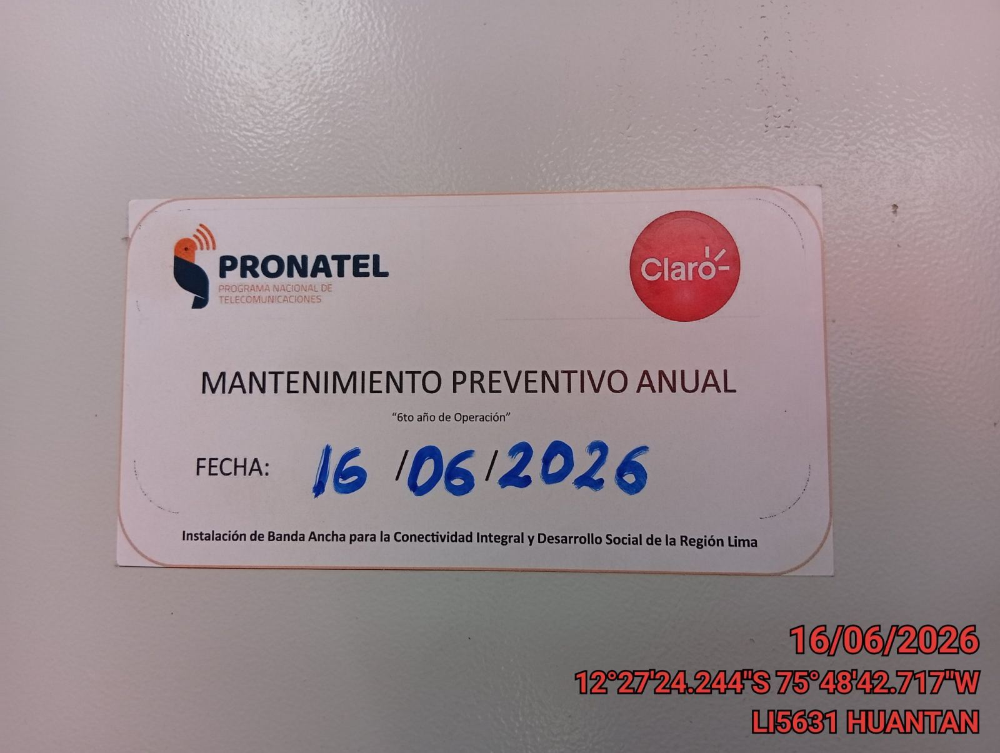 PRONATEL
PROGRAMA NACIONAL DE
TELECOMUNICACIONES
Claro
MANTENIMIENTO PREVENTIVO ANUAL
“6to año de Operación”
FECHA: 16 /06/2026
Instalación de Banda Ancha para la Conectividad Integral y Desarrollo Social de la Región Lima
16/06/2026
12°27'24.244"S 75°48'42.717"W
LI5631 HUANTAN